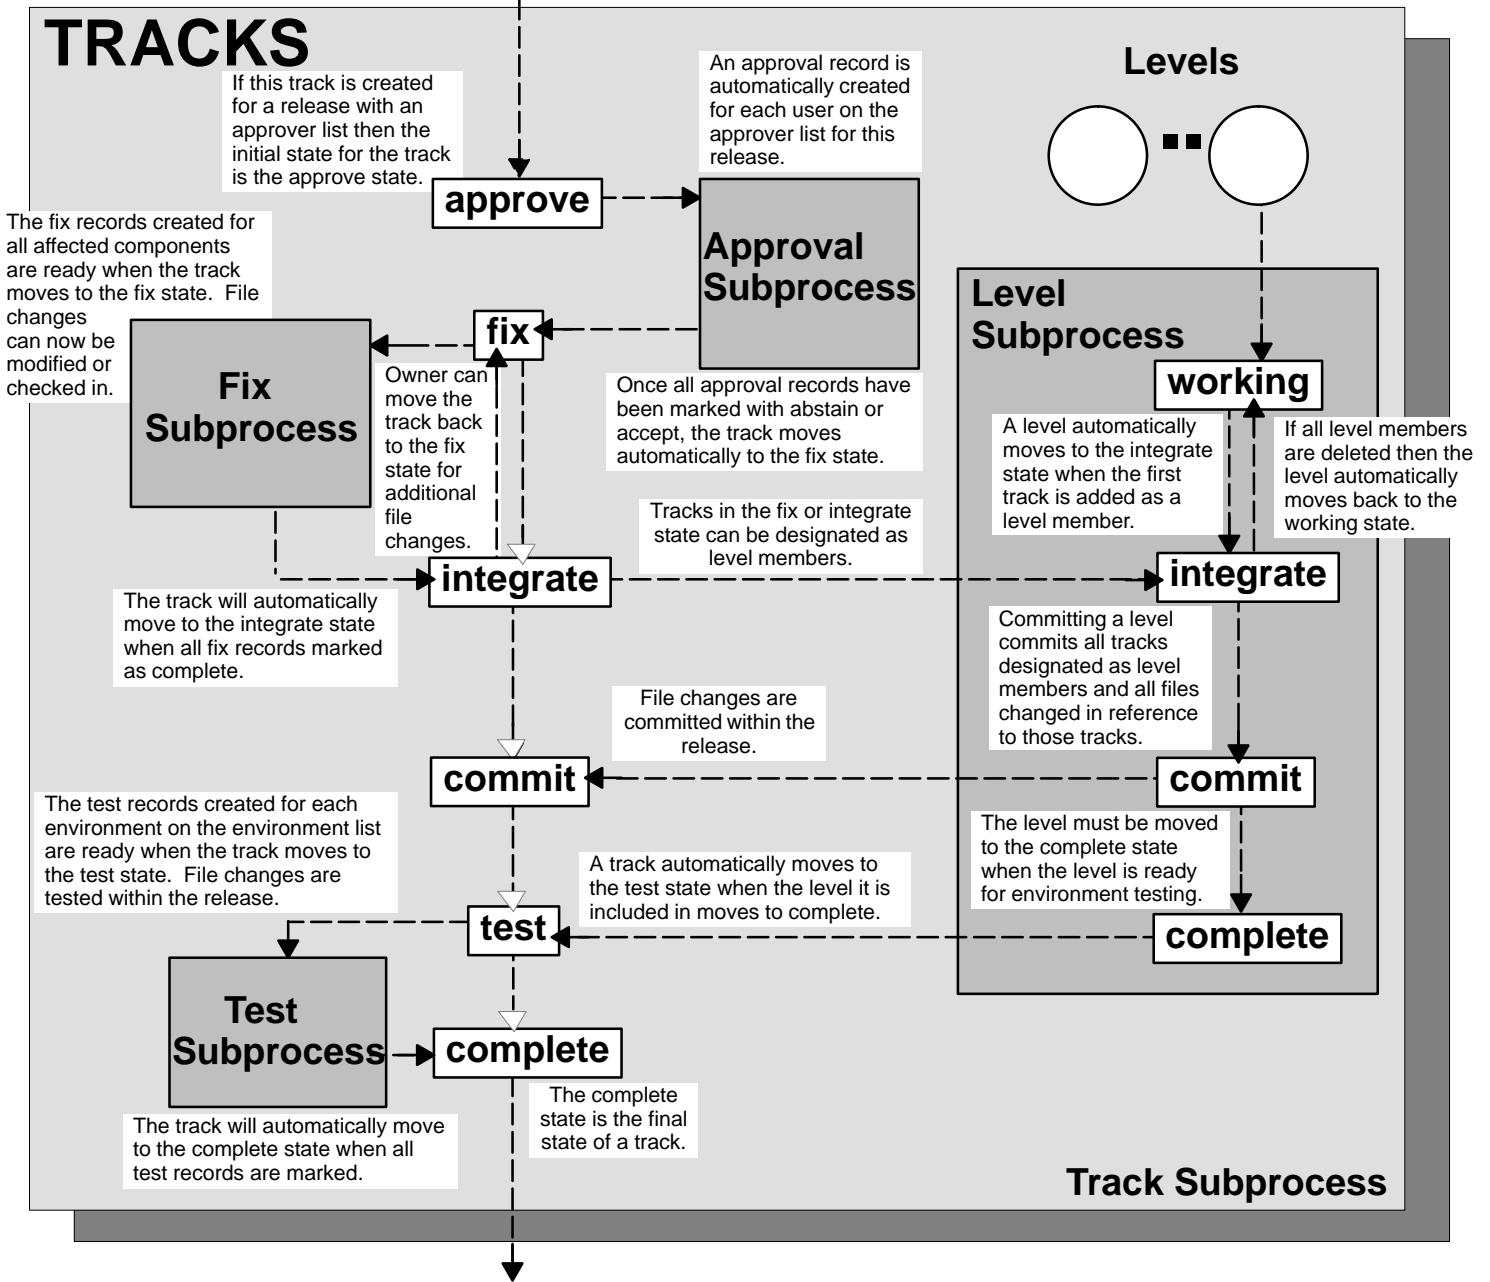 TRACKS
If this track is created
for a release with an
approver list then the
initial state for the track
is the approve state.
An approval record is
automatically created
for each user on the
approver list for this
release.
Levels
approve
The fix records created for
all affected components
are ready when the track
moves to the fix state.  File
changes
can now be
modified or
checked in.
Approval
Subprocess
Level
Subprocess
fix
Fix
Subprocess
Owner can
move the
track back
to the fix
state for
additional
file
changes.
Once all approval records have
been marked with abstain or
accept, the track moves
automatically to the fix state.
working
A level automatically
moves to the integrate
state when the first
track is added as a
level member.
If all level members
are deleted then the
level automatically
moves back to the
working state.
Tracks in the fix or integrate
state can be designated as
level members.
integrate
integrate
The track will automatically
move to the integrate state
when all fix records marked
as complete.
Committing a level
commits all tracks
designated as level
members and all files
changed in reference
to those tracks.
File changes are
committed within the
release.
commit
commit
The test records created for each
environment on the environment list
are ready when the track moves to
the test state.  File changes are
tested within the release.
The level must be moved
to the complete state
when the level is ready
for environment testing.
A track automatically moves to
the test state when the level it is
included in moves to complete.
test
complete
Test
Subprocess
complete
The complete
state is the final
state of a track.
The track will automatically move
to the complete state when all
test records are marked.
Track Subprocess